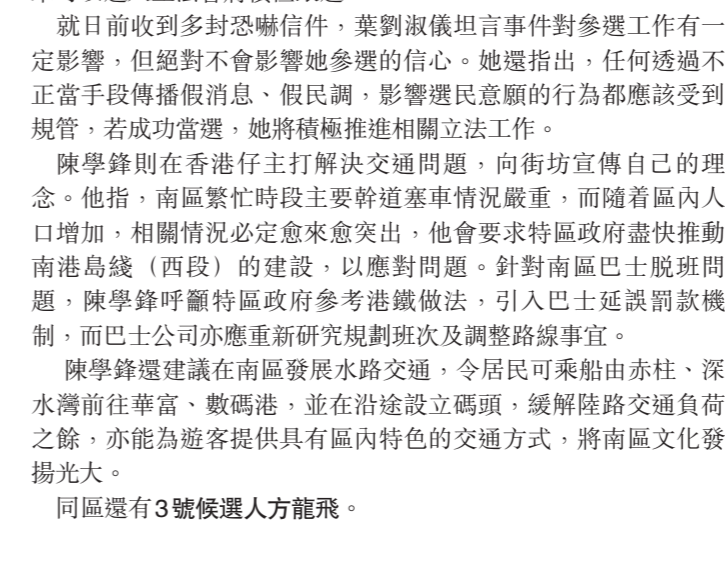 就日前收到多封恐嚇信件，葉劉淑儀坦言事件對參選工作有一
定影響，但絕對不會影響她參選的信心。她還指出，任何透過不
正當手段傳播假消息、假民調，影響選民意願的行為都應該受到
規管，若成功當選，她將積極推進相關立法工作。
陳學鋒則在香港仔主打解決交通問題，向街坊宣傳自己的理
念。他指，南區繁忙時段主要幹道塞車情況嚴重，而隨着區內人
口增加，相關情況必定愈來愈突出，他會要求特區政府盡快推動
南港島綫（西段）的建設，以應對問題。針對南區巴士脫班問
題，陳學鋒呼籲特區政府參考港鐵做法，引入巴士延誤罰款機
制，而巴士公司亦應重新研究規劃班次及調整路線事宜。
陳學鋒還建議在南區發展水路交通，令居民可乘船由赤柱、深
水灣前往華富、數碼港，並在沿途設立碼頭，緩解陸路交通負荷
之餘，亦能為遊客提供具有區內特色的交通方式，將南區文化發
揚光大。
同區還有3號候選人方龍飛。